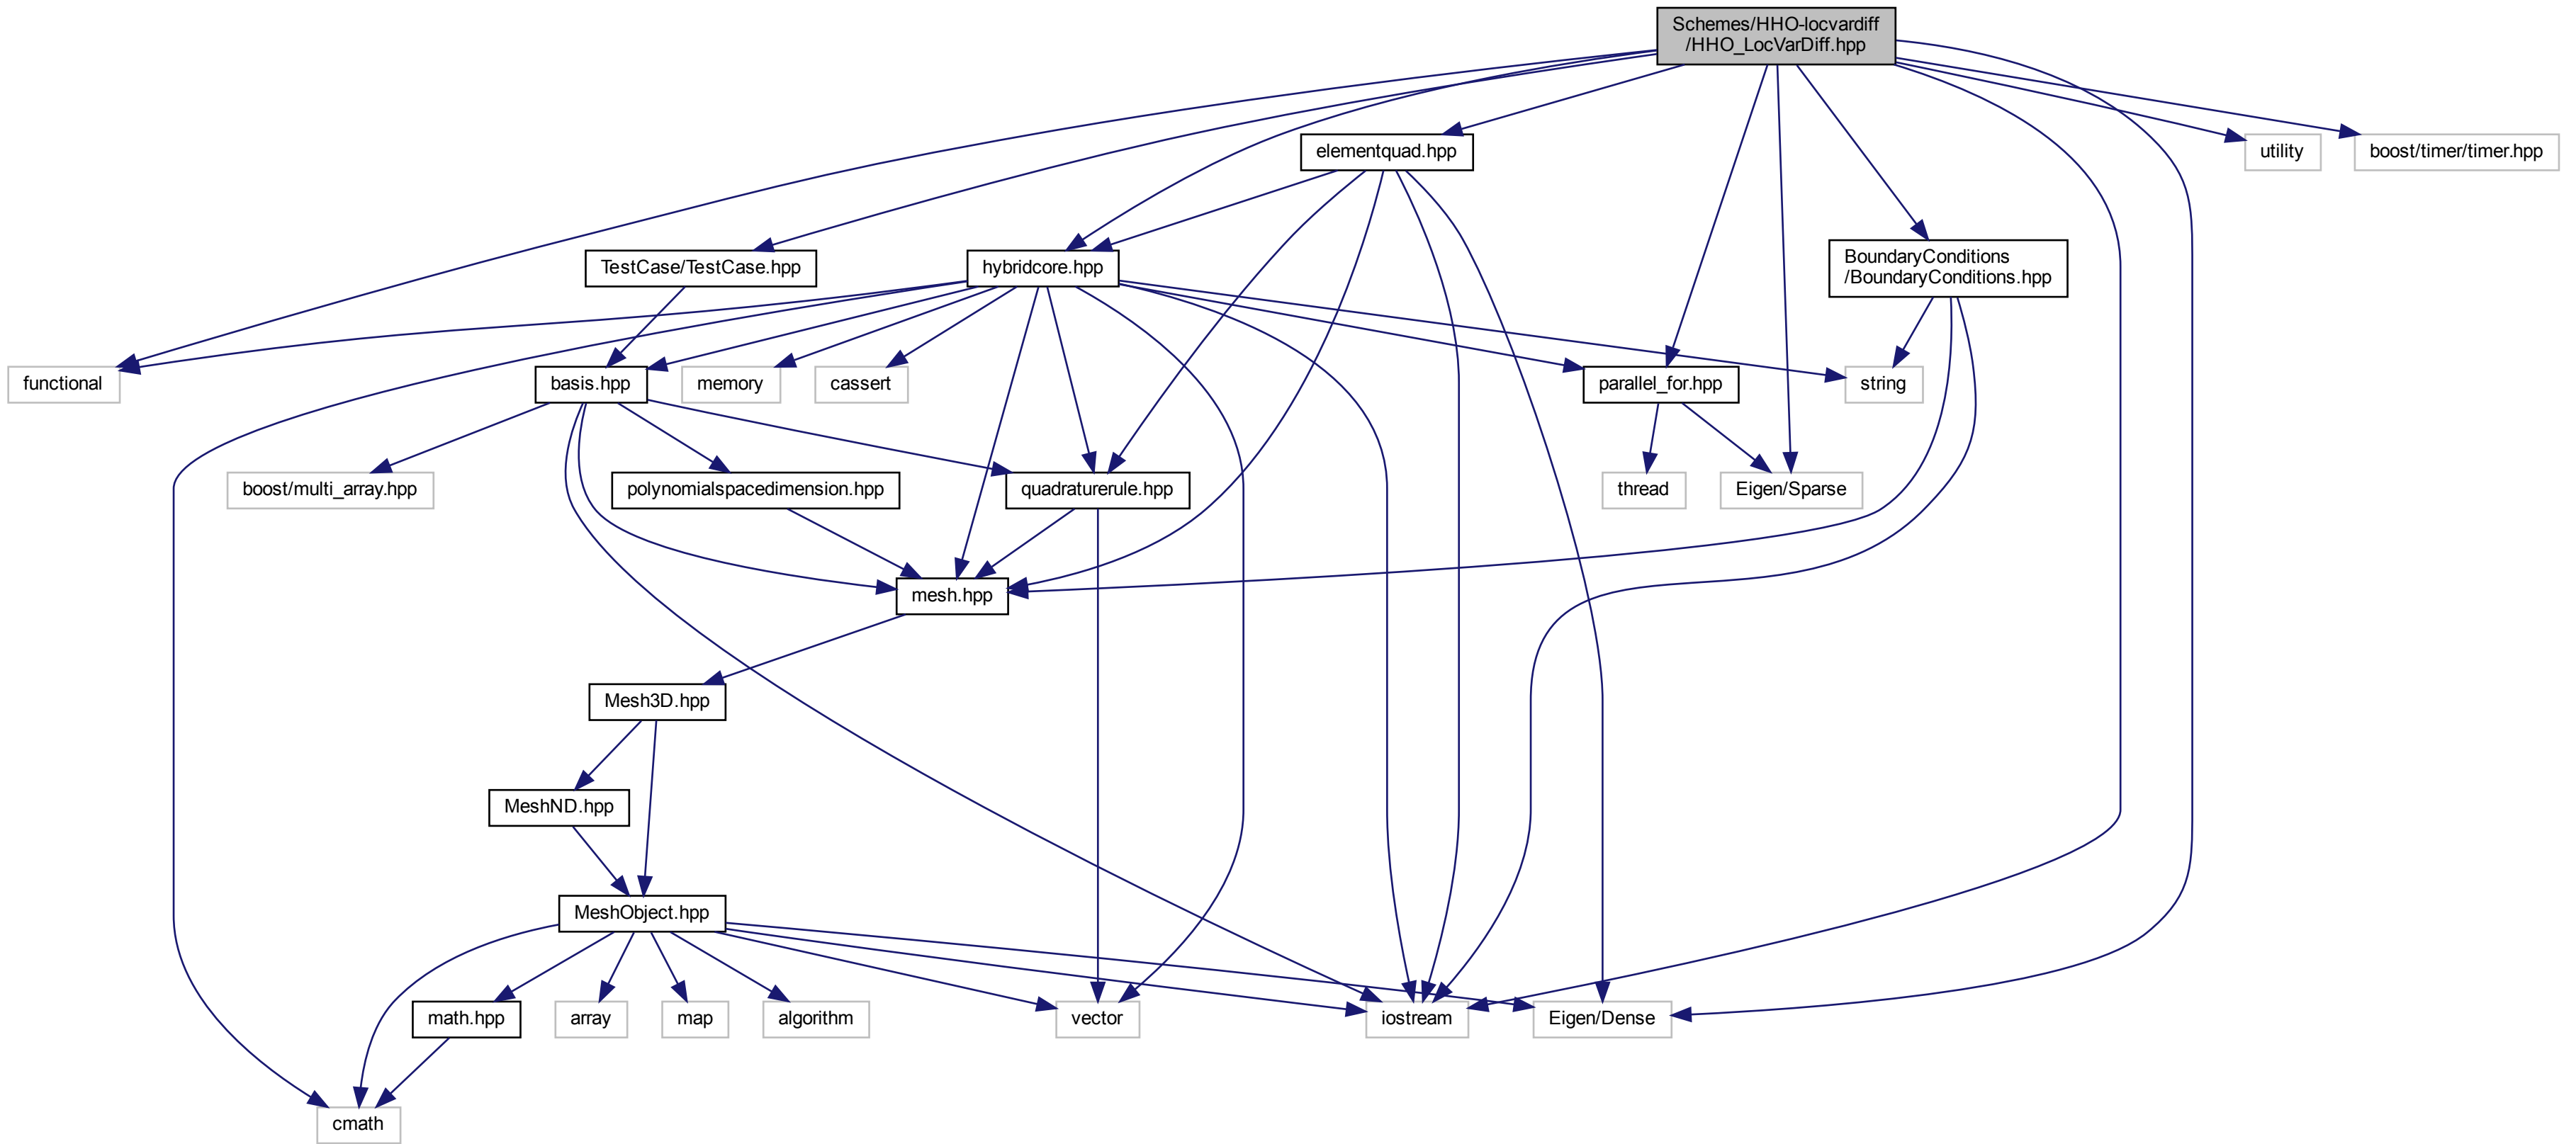 Schemes/HHO-locvardiff
/HHO_LocVarDiff.hpp
elementquad.hpp
utility
boost/timer/timer.hpp
TestCase/TestCase.hpp
hybridcore.hpp
BoundaryConditions
/BoundaryConditions.hpp
functional
basis.hpp
memory
cassert
parallel_for.hpp
string
boost/multi_array.hpp
polynomialspacedimension.hpp
quadraturerule.hpp
thread
Eigen/Sparse
mesh.hpp
Mesh3D.hpp
MeshND.hpp
MeshObject.hpp
math.hpp
array
map
algorithm
vector
iostream
Eigen/Dense
cmath